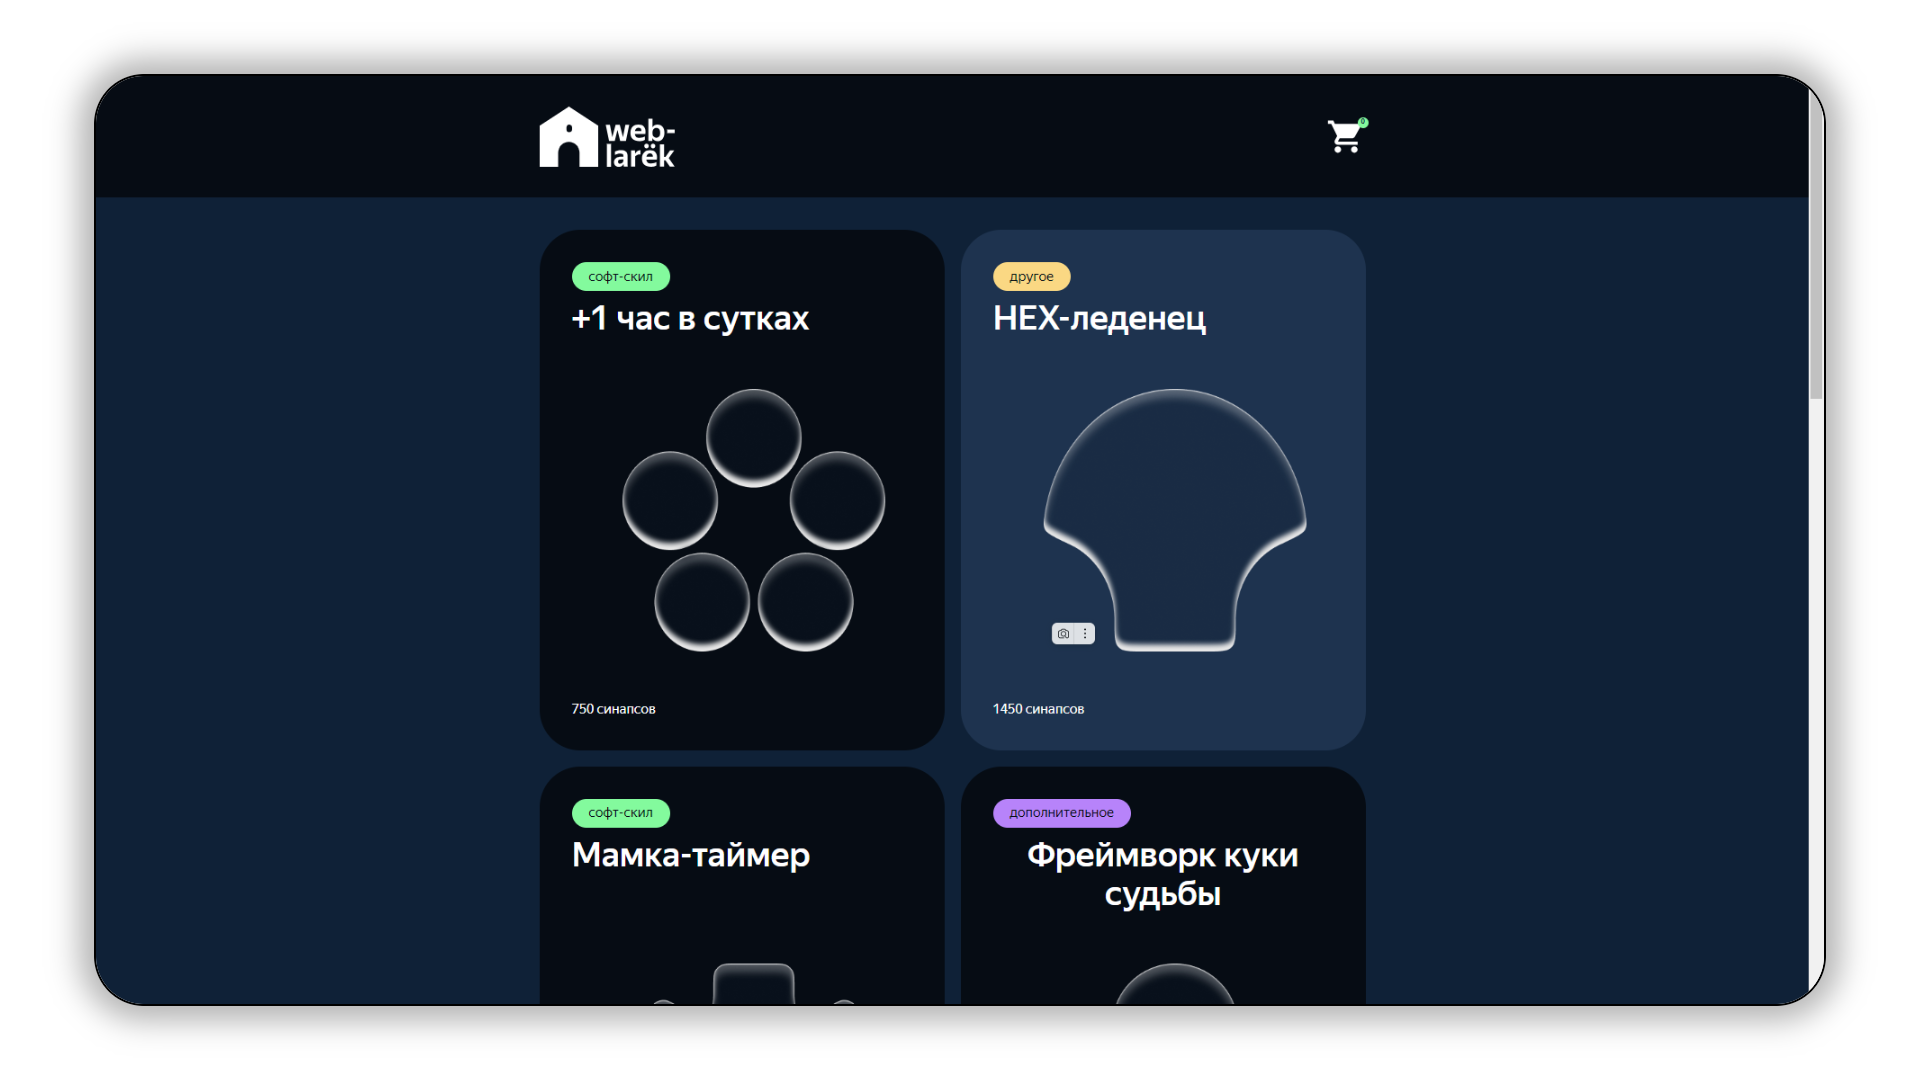 web-
larёk
0
софт-скил
+1 час в сутках
750 синапсов
другое
HEX-леденец
1450 синапсов
софт-скил
Мамка-таймер
дополнительное
Фреймворк куки
судьбы